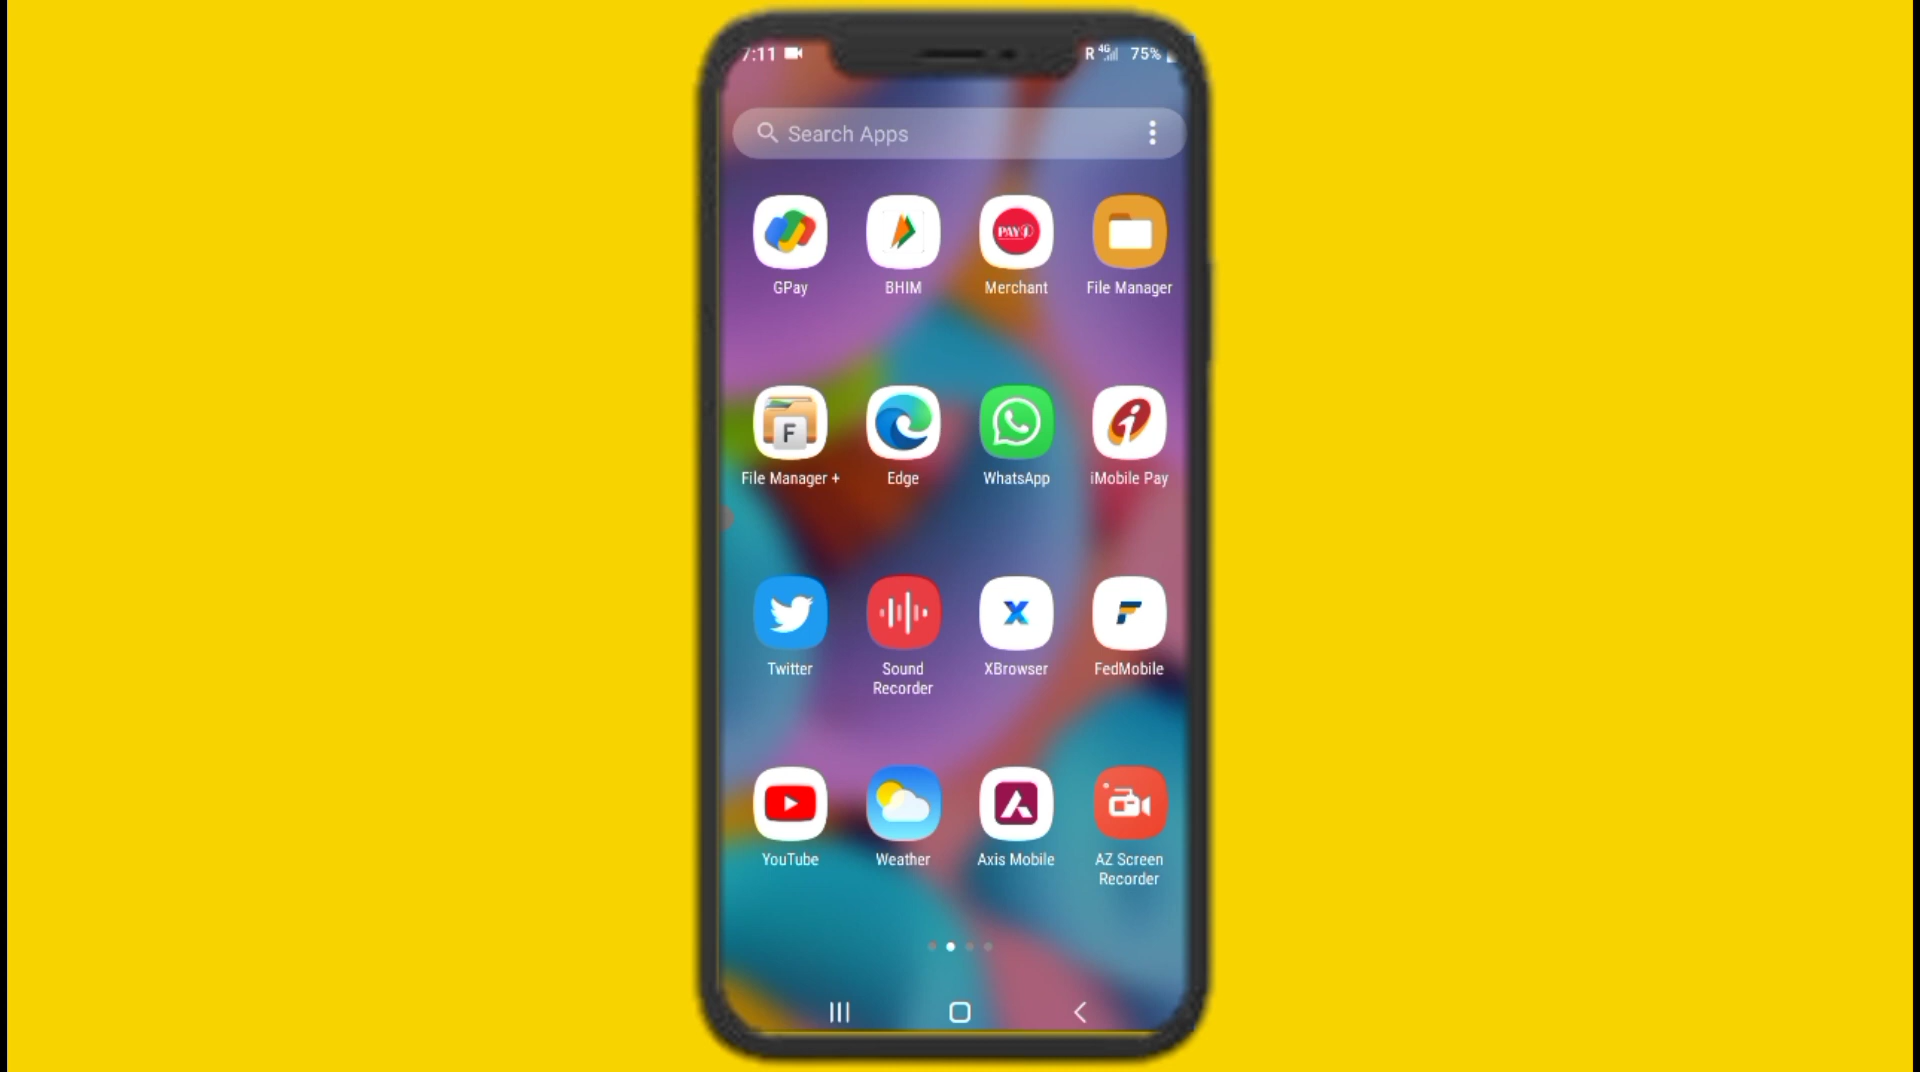 7:11 R 4G 75%
Search Apps
PAY1
GPay BHIM Merchant File Manager
F
File Manager + Edge WhatsApp iMobile Pay
Twitter Sound Recorder XBrowser FedMobile
YouTube Weather Axis Mobile AZ Screen Recorder